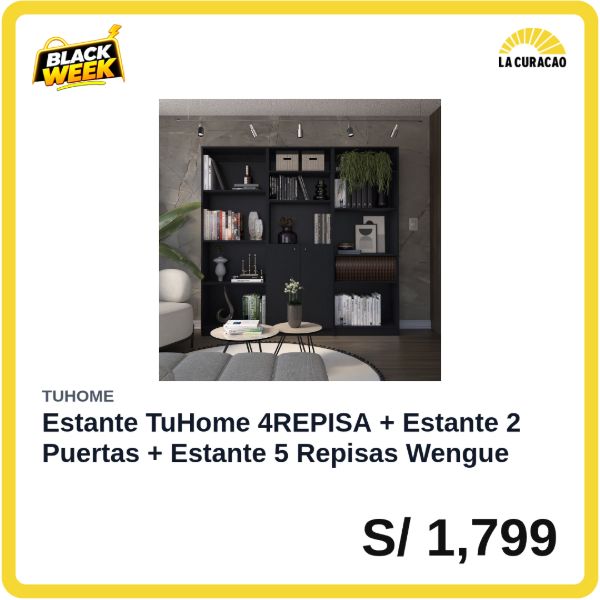 BLACK
WEEK
LA CURACAO
TUHOME
Estante TuHome 4REPISA + Estante 2
Puertas + Estante 5 Repisas Wengue
S/ 1,799